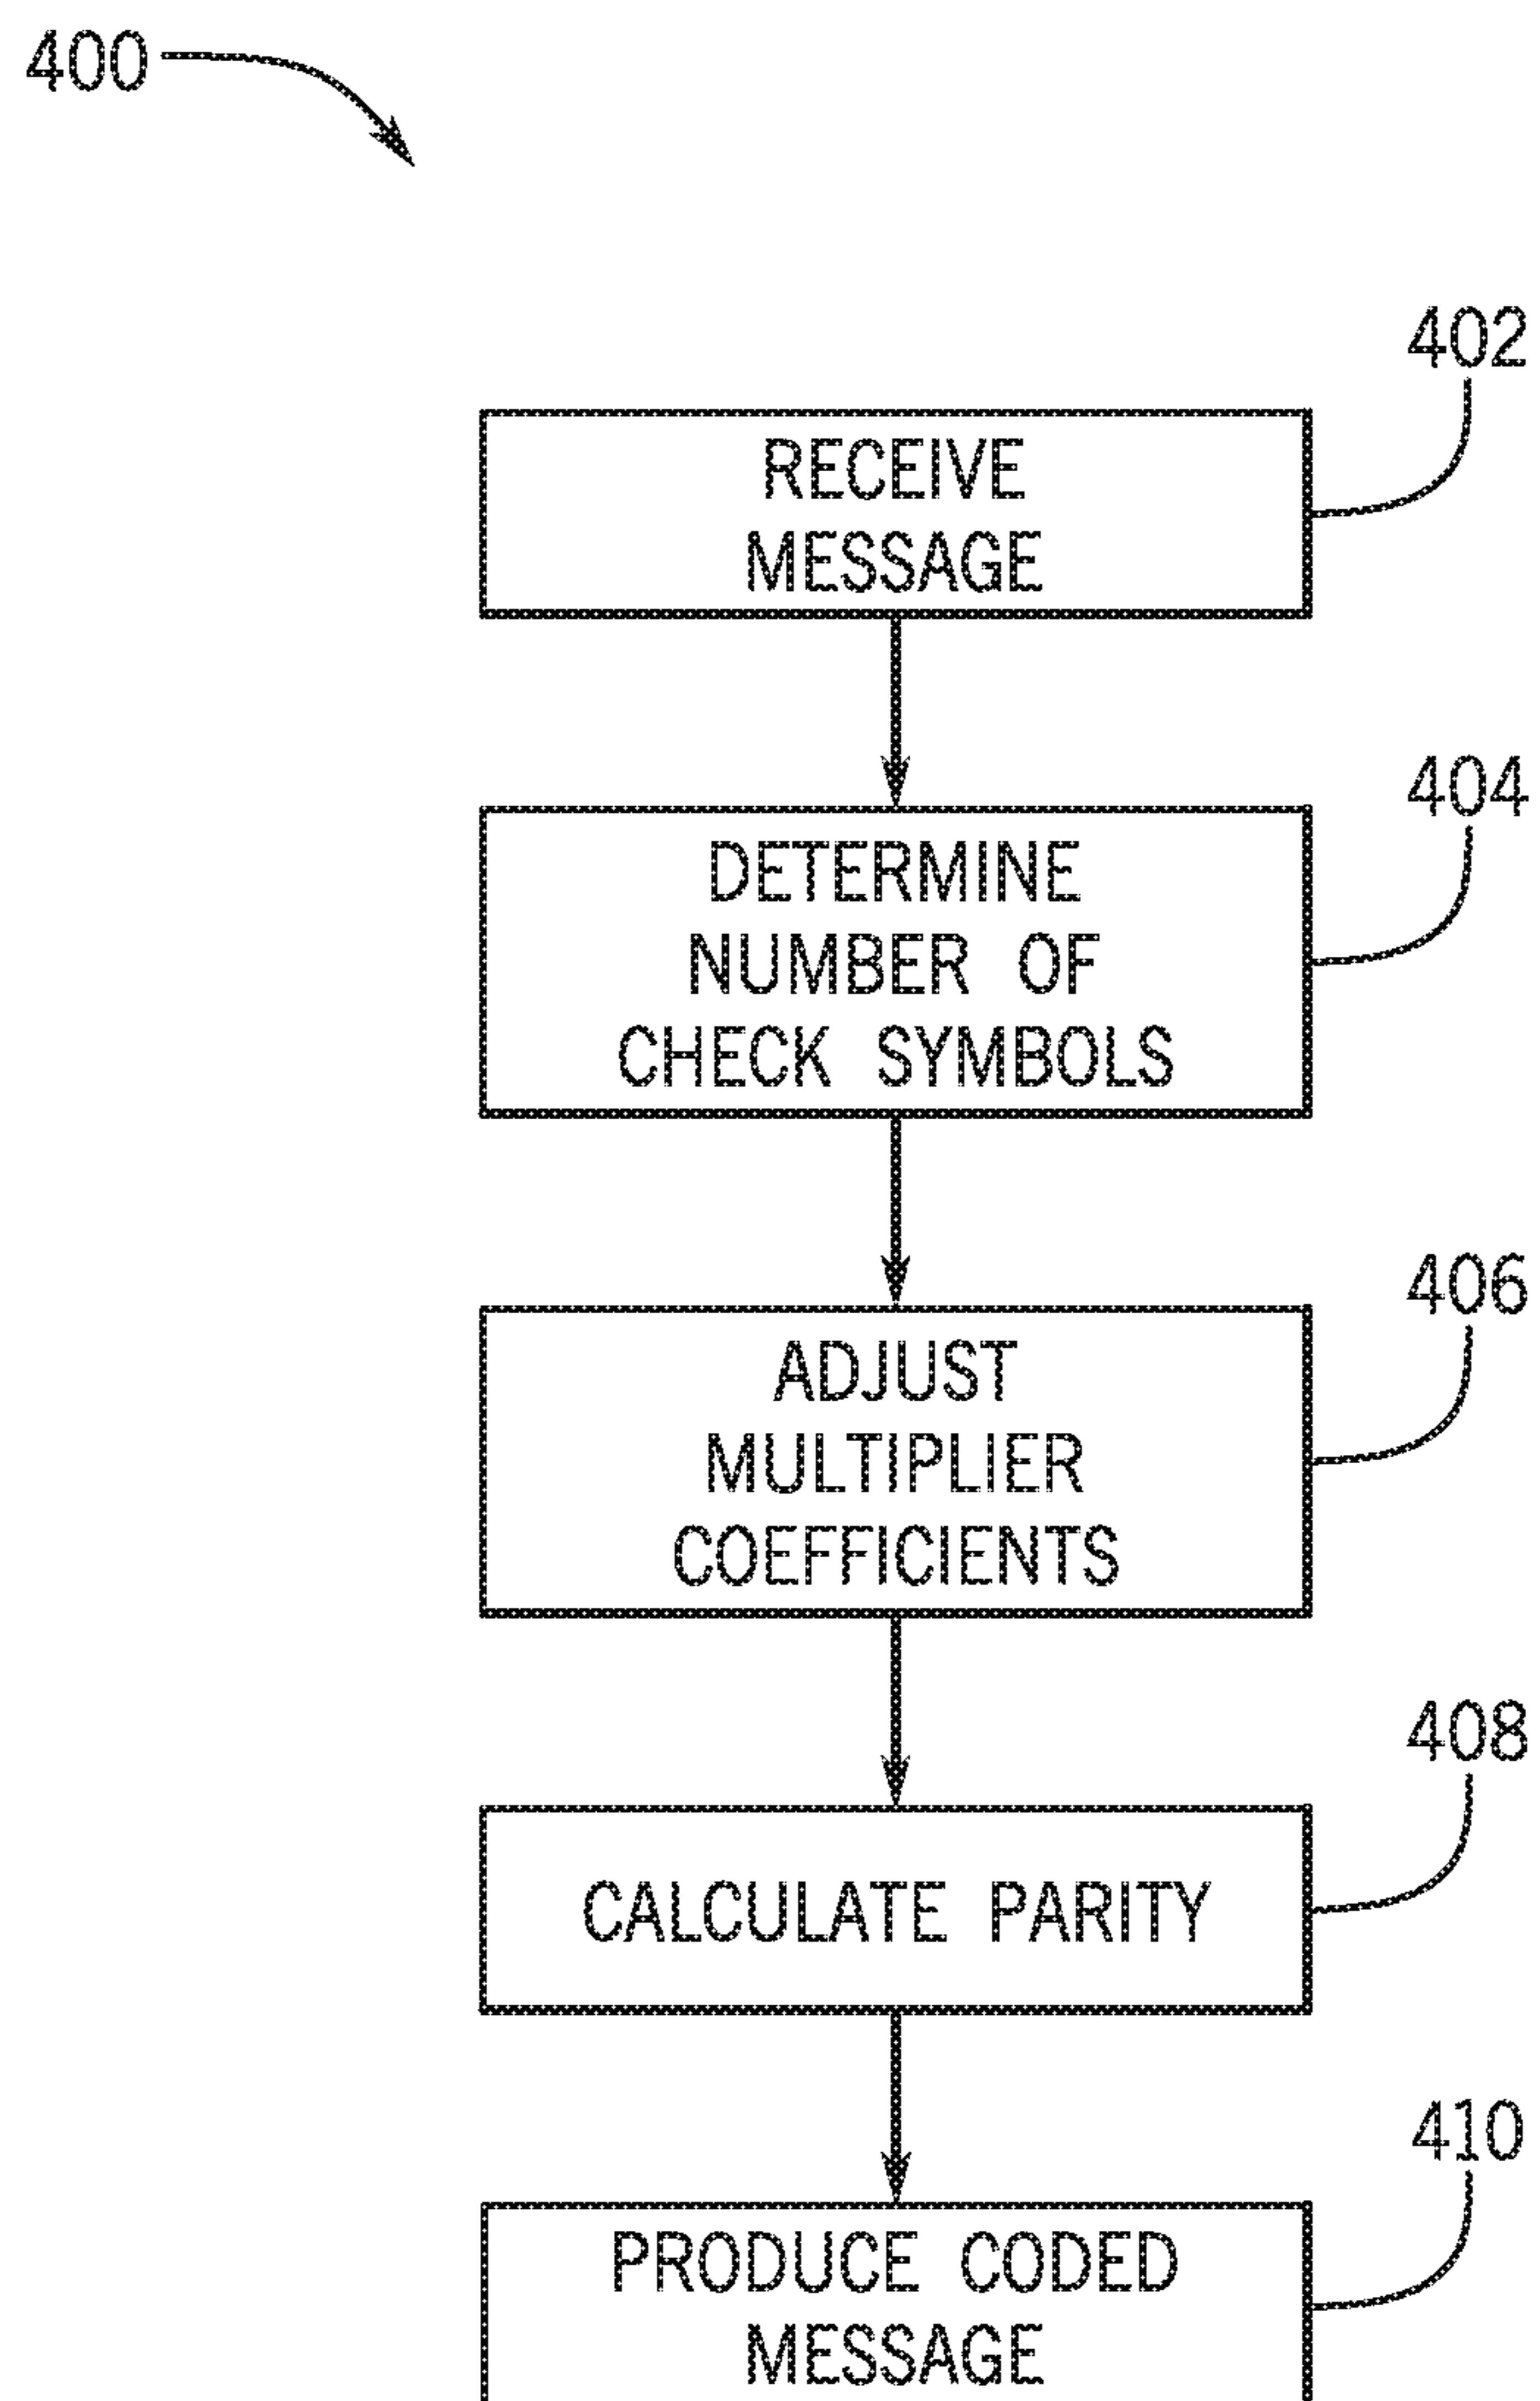 400
402
RECEIVE
MESSAGE
404
DETERMINE
NUMBER OF
CHECK SYMBOLS
406
ADJUST
MULTIPLIER
COEFFICIENTS
408
CALCULATE PARITY
410
PRODUCE CODED
MESSAGE